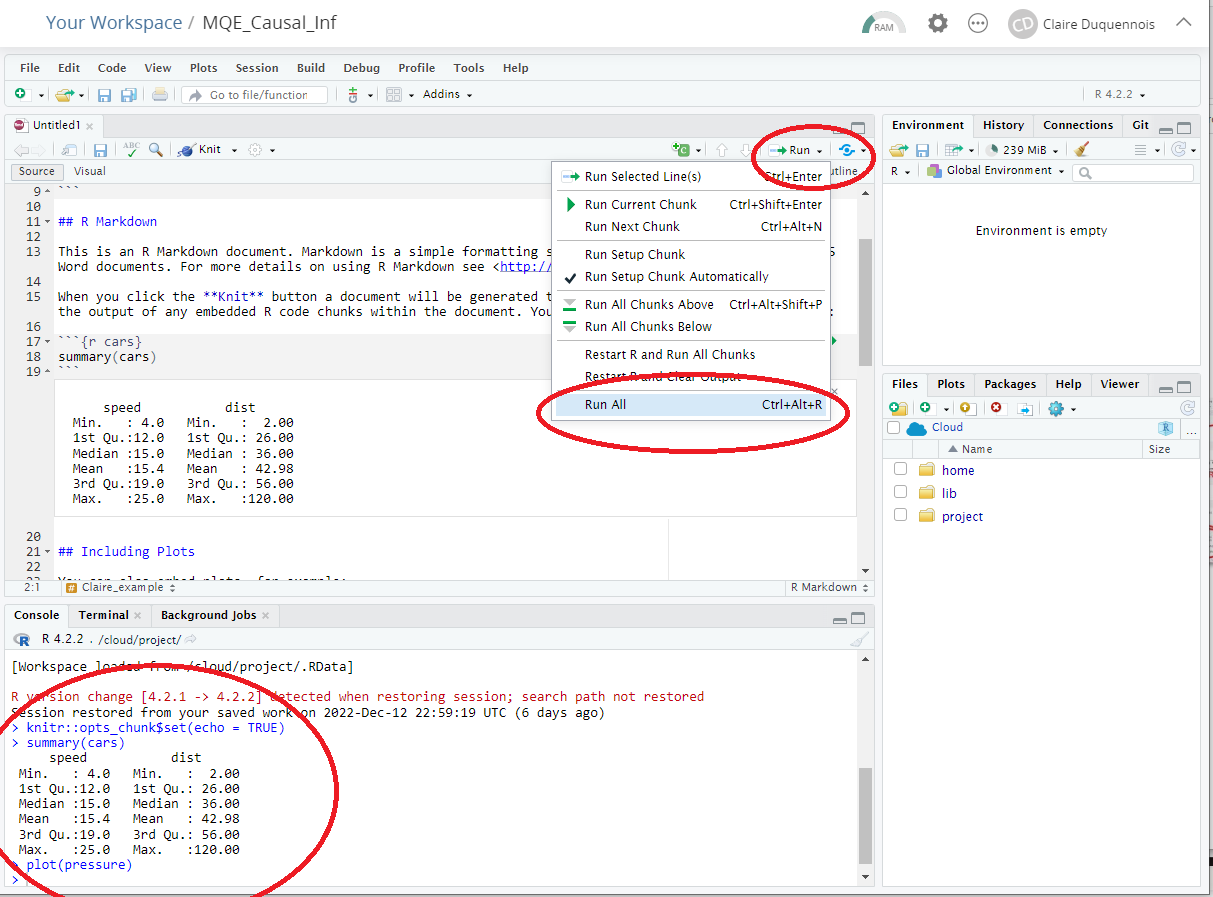 Your Workspace / MQE_Causal_Inf
RAM
CD Claire Duquennois
File Edit Code View Plots Session Build Debug Profile Tools Help
Go to file/function
Addins
R 4.2.2
Untitled1
ABC
Knit
Run
Source Visual
utline
9 ```
10
11 ## R Markdown
12
13 This is an R Markdown document. Markdown is a simple formatting s
S
Word documents. For more details on using R Markdown see <http://
14
15 When you click the **Knit** button a document will be generated t
the output of any embedded R code chunks within the document. You
:
16
17 ```{r cars}
18 summary(cars)
19 ```
speed dist
Min. : 4.0 Min. : 2.00
1st Qu.:12.0 1st Qu.: 26.00
Median :15.0 Median : 36.00
Mean :15.4 Mean : 42.98
3rd Qu.:19.0 3rd Qu.: 56.00
Max. :25.0 Max. :120.00
20
21 ## Including Plots
22
2:1 # Claire_example
R Markdown
Run Selected Line(s) Ctrl+Enter
Run Current Chunk Ctrl+Shift+Enter
Run Next Chunk Ctrl+Alt+N
Run Setup Chunk
Run Setup Chunk Automatically
Run All Chunks Above Ctrl+Alt+Shift+P
Run All Chunks Below
Restart R and Run All Chunks
Restart R and Clear Output
Run All Ctrl+Alt+R
Console Terminal Background Jobs
R R 4.2.2 . /cloud/project/
[Workspace loaded from /cloud/project/.RData]
R version change [4.2.1 -> 4.2.2] detected when restoring session; search path not restored
Session restored from your saved work on 2022-Dec-12 22:59:19 UTC (6 days ago)
> knitr::opts_chunk$set(echo = TRUE)
> summary(cars)
speed dist
Min. : 4.0 Min. : 2.00
1st Qu.:12.0 1st Qu.: 26.00
Median :15.0 Median : 36.00
Mean :15.4 Mean : 42.98
3rd Qu.:19.0 3rd Qu.: 56.00
Max. :25.0 Max. :120.00
> plot(pressure)
>
Environment History Connections Git
239 MiB
R Global Environment
Environment is empty
Files Plots Packages Help Viewer
Cloud
R ...
Name Size
home
lib
project